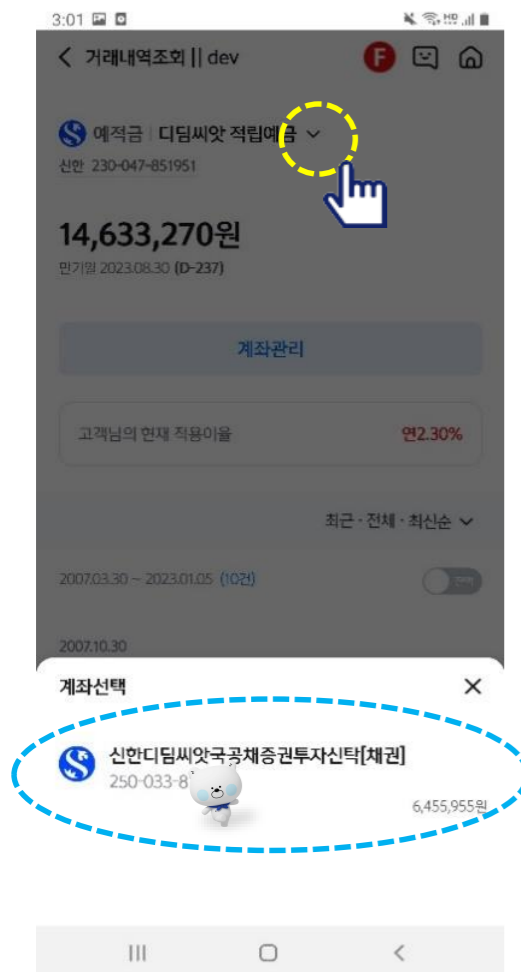 3:01
거래내역조회 || dev
F
예적금 | 디딤씨앗 적립예금
신한 230-047-851951
14,633,270원
만기일 2023.08.30 (D-237)
계좌관리
고객님의 현재 적용이율 연2.30%
최근 · 전체 · 최신순
2007.03.30 ~ 2023.01.05 (10건)
2007.10.30
계좌선택
신한디딤씨앗국공채증권투자신탁[채권]
250-033-8
6,455,955원